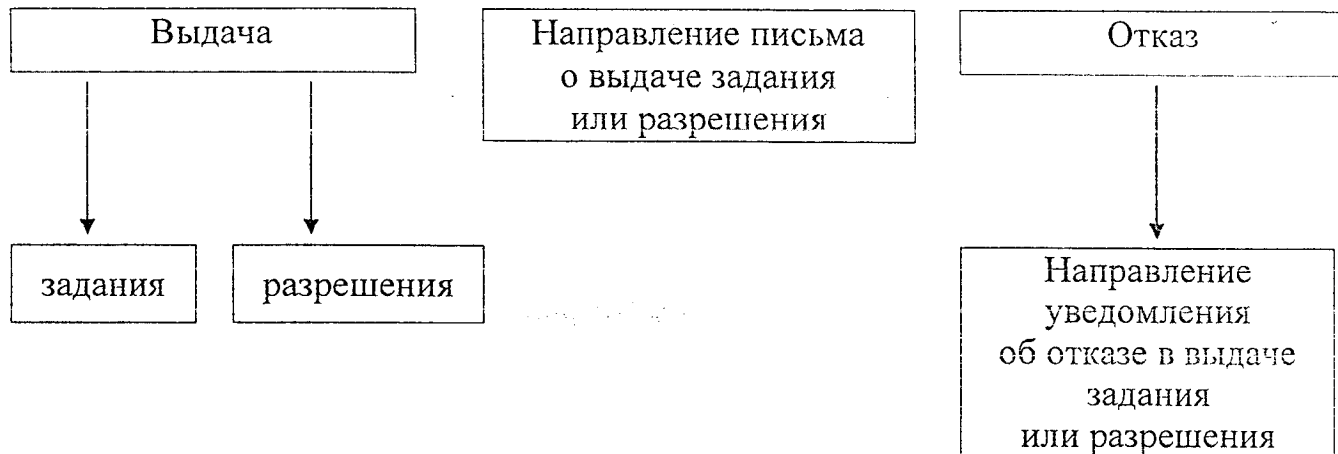 Выдача
Направление письма
о выдаче задания
или разрешения
Отказ
задания
разрешения
Направление
уведомления
об отказе в выдаче
задания
или разрешения